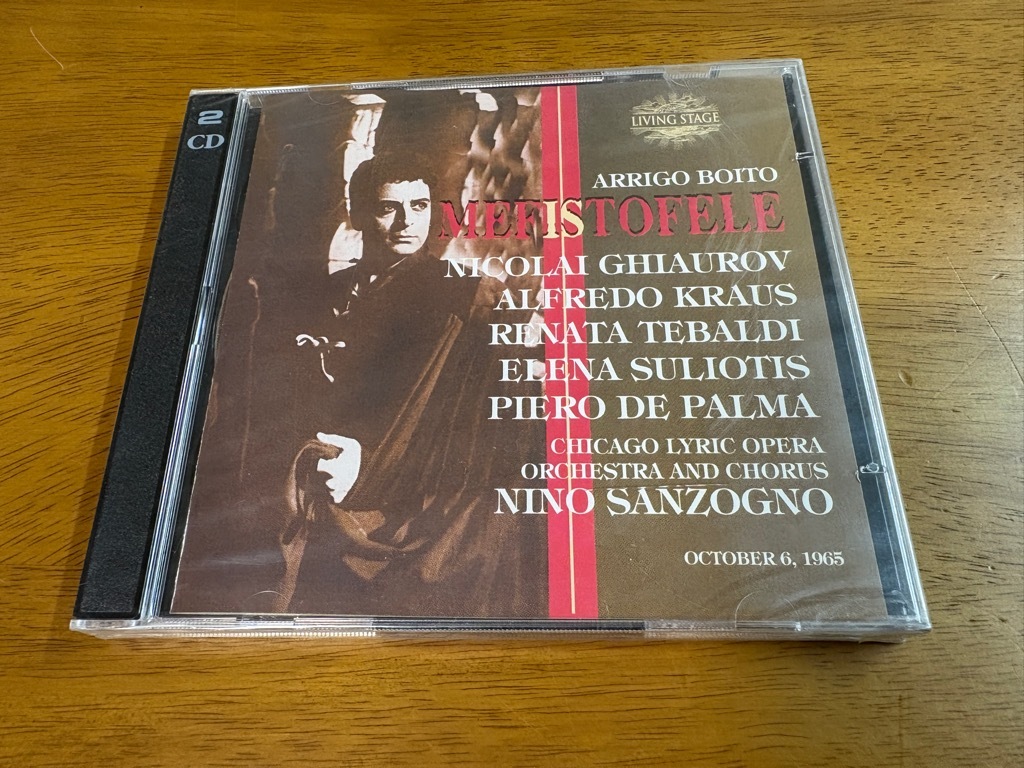 2
CD
LIVING STAGE
ARRIGO BOITO
MEFISTOFELE
NICOLAI GHIAUROV
ALFREDO KRAUS
RENATA TEBALDI
ELENA SULIOTIS
PIERO DE PALMA
CHICAGO LYRIC OPERA
ORCHESTRA AND CHORUS
NINO SANZOGNO
OCTOBER 6, 1965